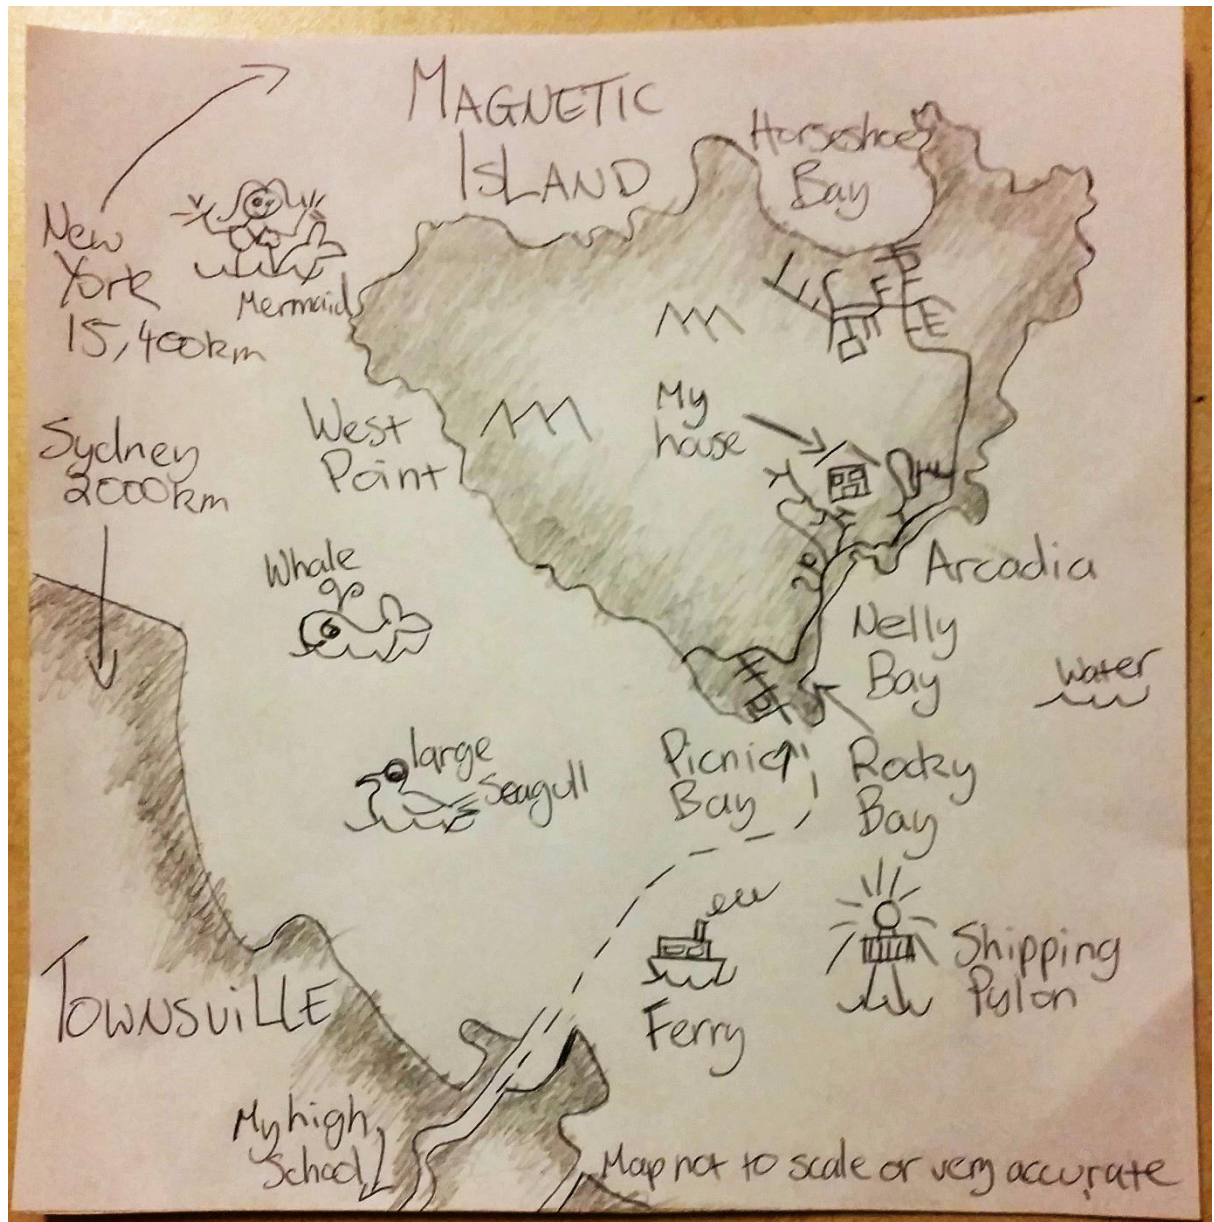 MAGNETIC
ISLAND
Horseshoe
Bay
New
York
15,400km
Mermaid
Sydney
2000km
West
Point
My
house
Whale
Arcadia
Nelly
Bay
Water
large
Seagull
Picnic
Bay
Rocky
Bay
Ferry
Shipping
Pylon
TOWNSVILLE
My high
School
Map not to scale or very accurate